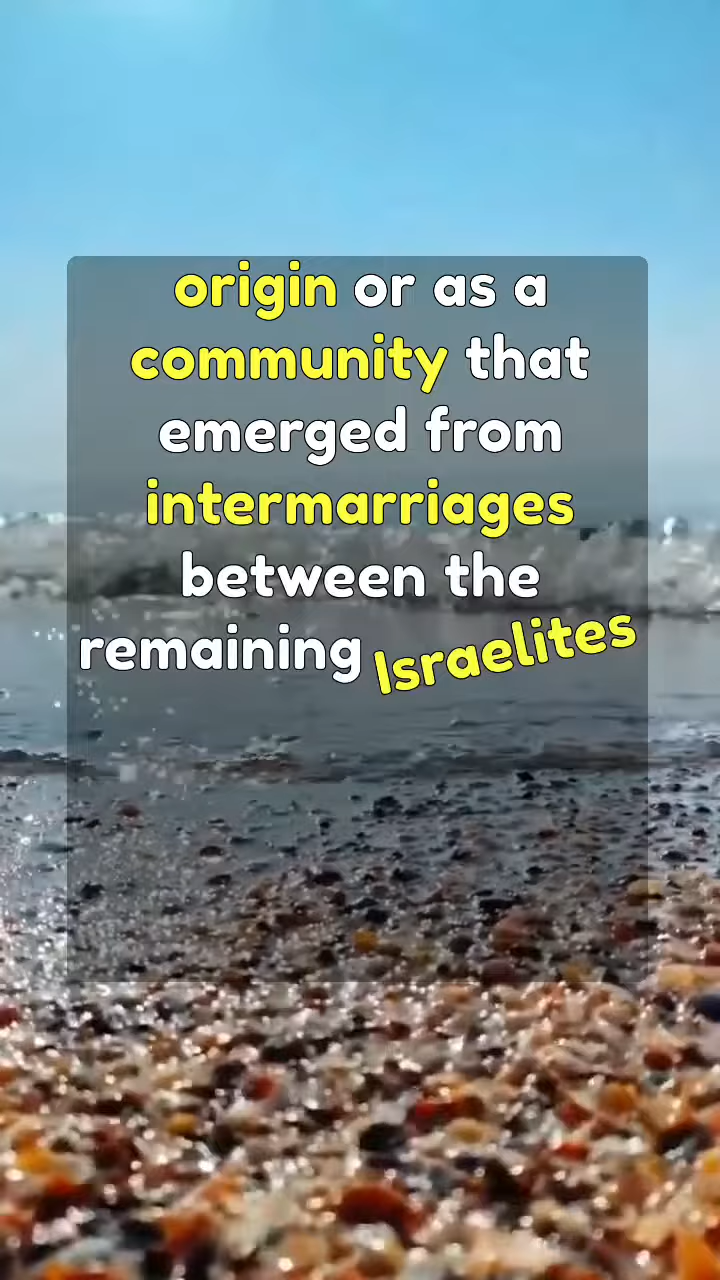 origin or as a
community that
emerged from
intermarriages
between the
remaining Israelites